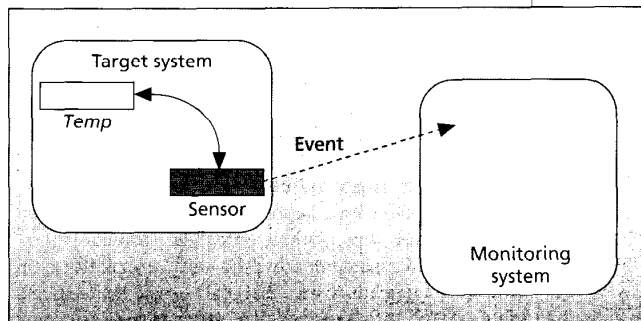 Target system
Temp
Event
Sensor
Monitoring
system